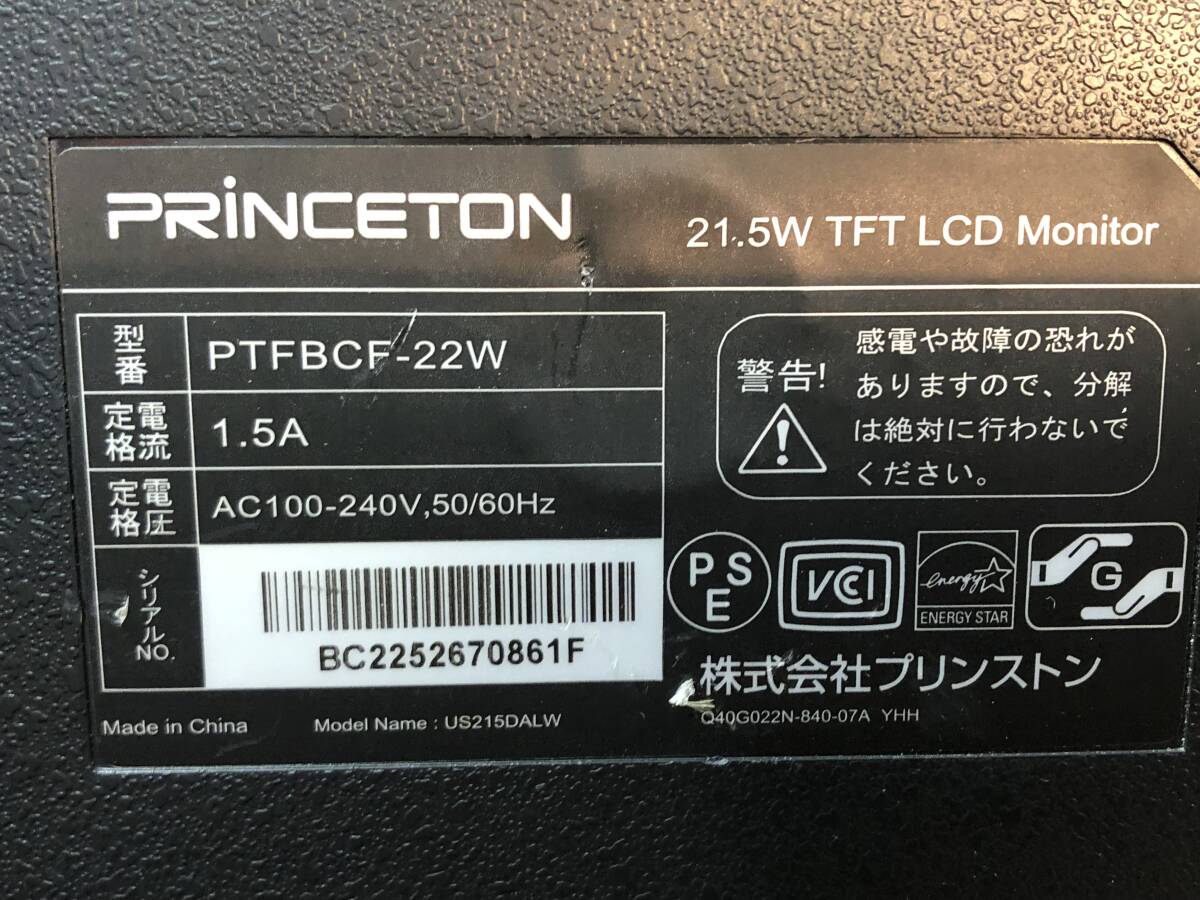 PRiNCETON
21.5W TFT LCD Monitor
型番
PTFBCF-22W
定格電流
1.5A
定格電圧
AC100-240V,50/60Hz
シリアルNO.
BC2252670861F
警告!
感電や故障の恐れが
ありますので、分解
は絶対に行わないで
ください。
PSE
VCCI
energy
ENERGY STAR
G
株式会社プリンストン
Made in China
Model Name : US215DALW
Q40G022N-840-07A YHH